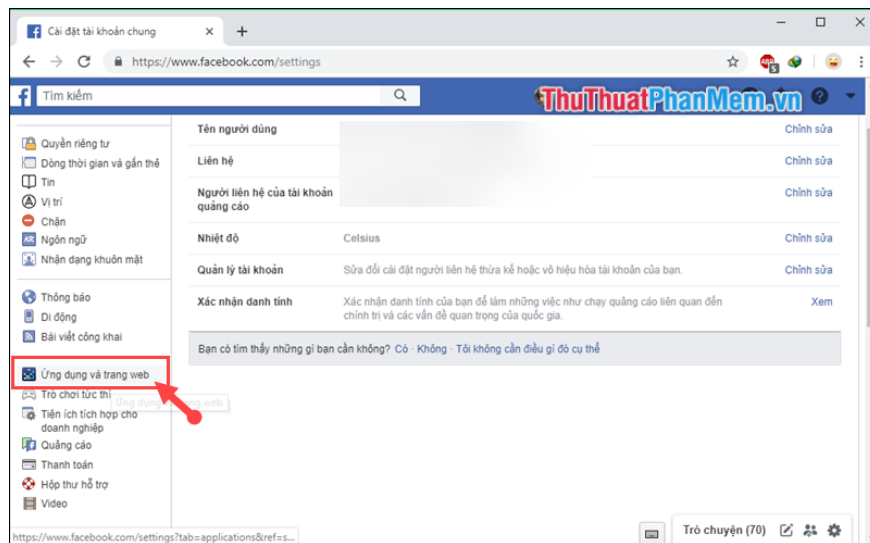 Cài đặt tài khoản chung
https://www.facebook.com/settings
ABP
5
Tìm kiếm
ThuThuatPhanMem.vn
Quyền riêng tư
Dòng thời gian và gắn thẻ
Tin
Vị trí
Chặn
Ngôn ngữ
Nhận dạng khuôn mặt
Thông báo
Di động
Bài viết công khai
Ứng dụng và trang web
Trò chơi tức thì
Ứng dụng và trang web
Tiện ích tích hợp cho
doanh nghiệp
Quảng cáo
Thanh toán
Hộp thư hỗ trợ
Video
Tên người dùng Chỉnh sửa
Liên hệ Chỉnh sửa
Người liên hệ của tài khoản
quảng cáo Chỉnh sửa
Nhiệt độ Celsius Chỉnh sửa
Quản lý tài khoản Sửa đổi cài đặt người liên hệ thừa kế hoặc vô hiệu hóa tài khoản của bạn. Chỉnh sửa
Xác nhận danh tính Xác nhận danh tính của bạn để làm những việc như chạy quảng cáo liên quan đến Xem
chính trị và các vấn đề quan trọng của quốc gia.
Bạn có tìm thấy những gì bạn cần không? Có · Không · Tôi không cần điều gì đó cụ thể
Trò chuyện (70)
https://www.facebook.com/settings?tab=applications&ref=s...